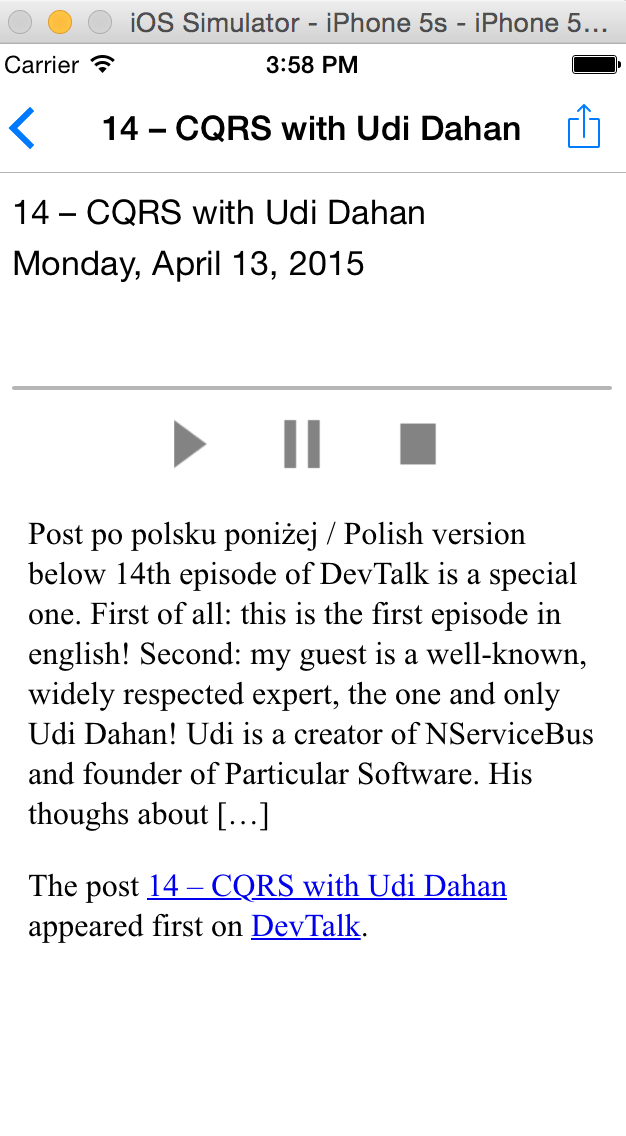 iOS Simulator - iPhone 5s - iPhone 5...
Carrier 3:58 PM
14 – CQRS with Udi Dahan
14 – CQRS with Udi Dahan
Monday, April 13, 2015
Post po polsku poniżej / Polish version
below 14th episode of DevTalk is a special
one. First of all: this is the first episode in
english! Second: my guest is a well-known,
widely respected expert, the one and only
Udi Dahan! Udi is a creator of NServiceBus
and founder of Particular Software. His
thoughs about […]
The post 14 – CQRS with Udi Dahan
appeared first on DevTalk.